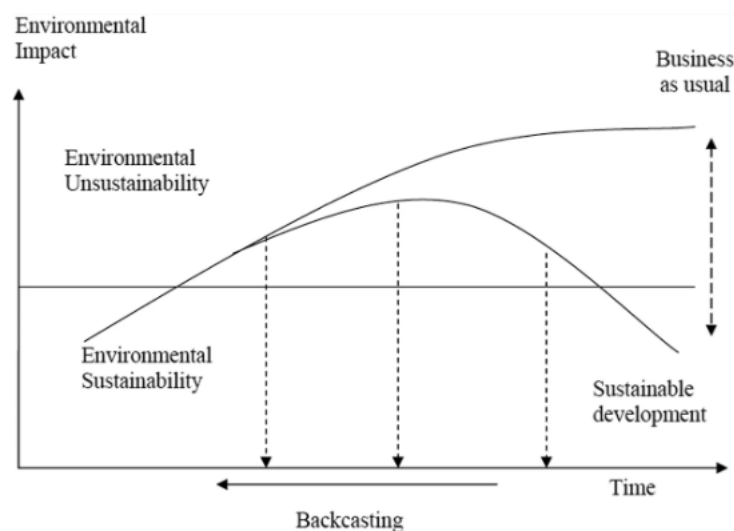 Environmental
Impact
Business
as usual
Environmental
Unsustainability
Environmental
Sustainability
Sustainable
development
Time
Backcasting